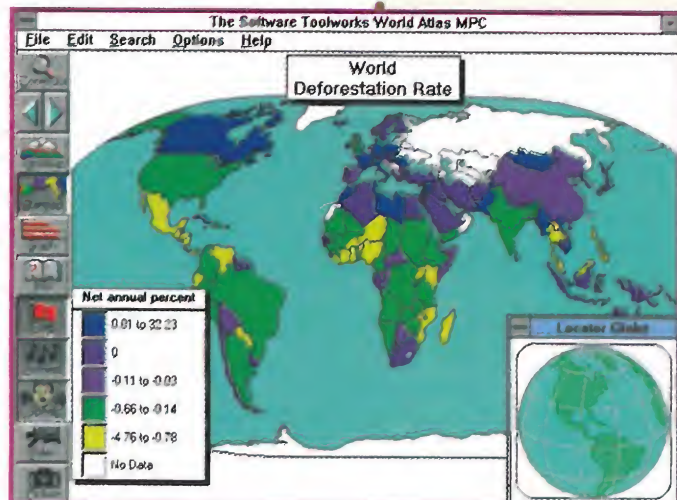 The Software Toolworks World Atlas MPC
File Edit Search Options Help
World
Deforestation Rate
Net annual percent
0.01 to 32.23
0
-0.11 to -0.03
-0.66 to -0.14
-4.76 to -0.78
No Data
Locator Globe